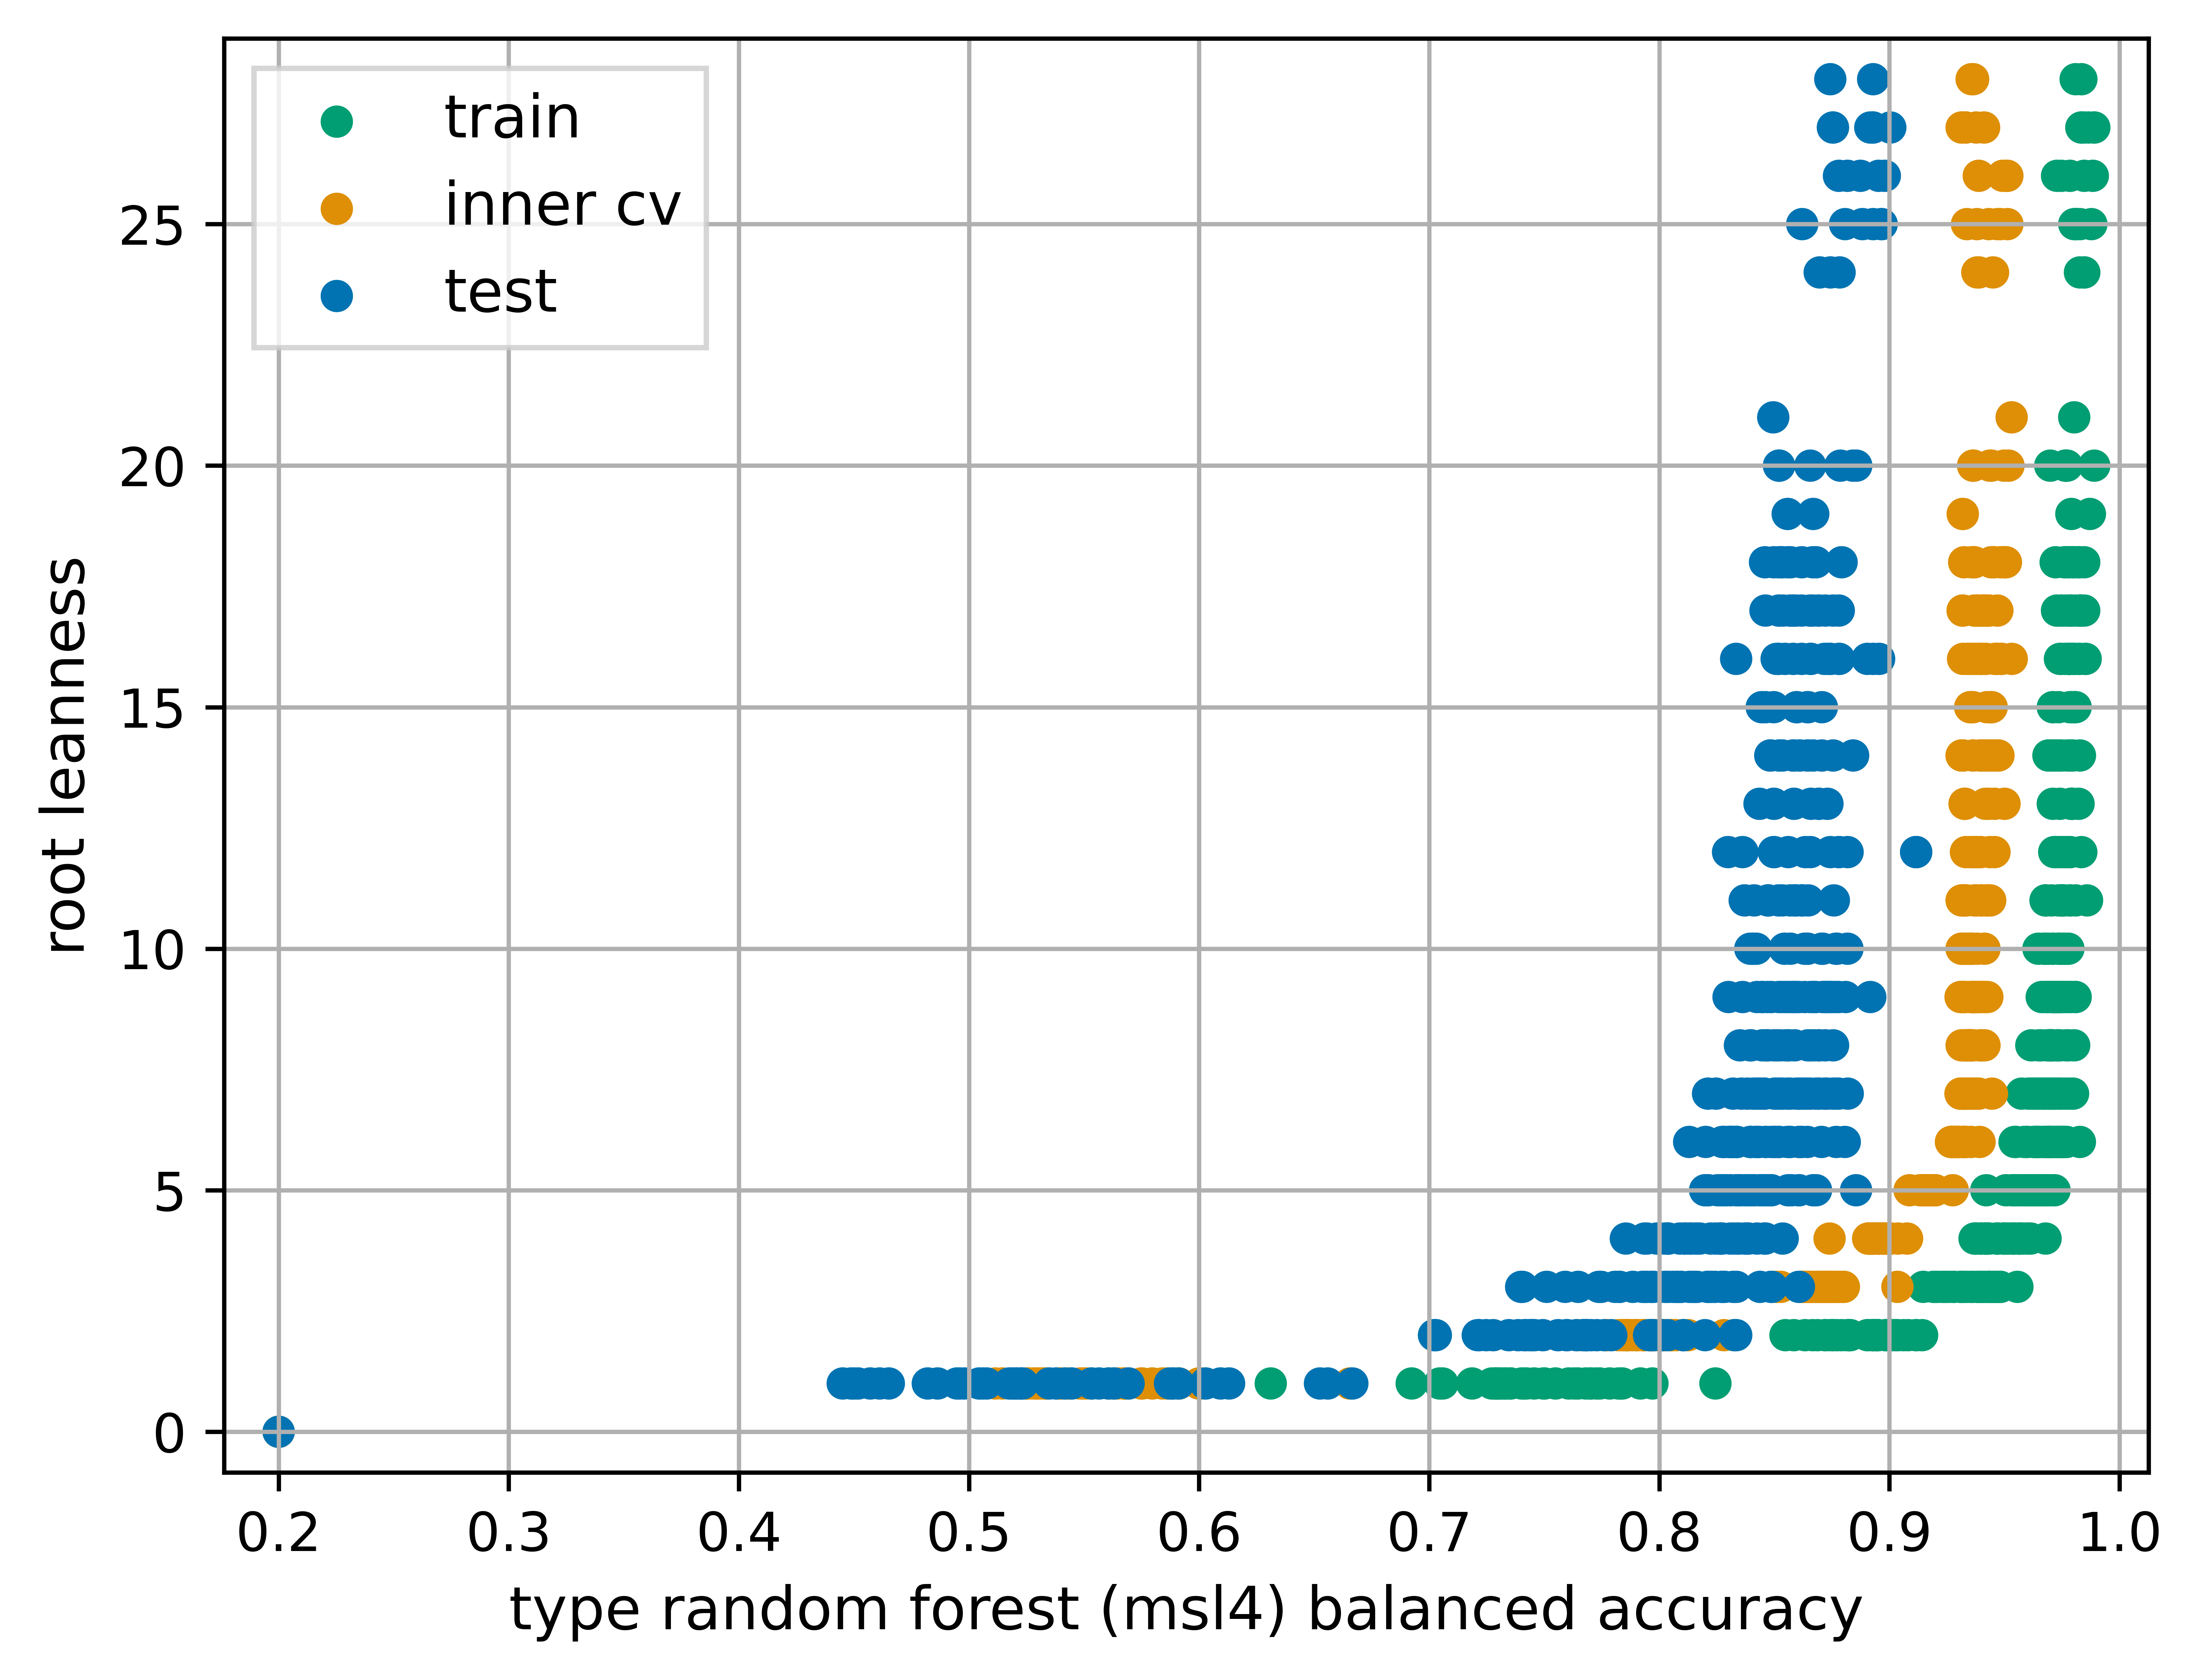 train
inner cv
test
root leanness
25
20
15
10
5
0
0.2 0.3 0.4 0.5 0.6 0.7 0.8 0.9 1.0
type random forest (msl4) balanced accuracy